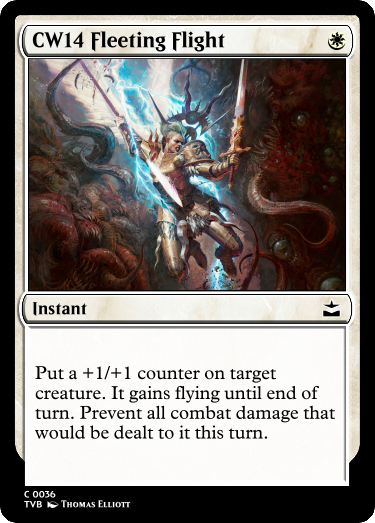 CW14 Fleeting Flight
Instant
Put a +1/+1 counter on target
creature. It gains flying until end of
turn. Prevent all combat damage that
would be dealt to it this turn.
C 0036
TVB Thomas Elliott